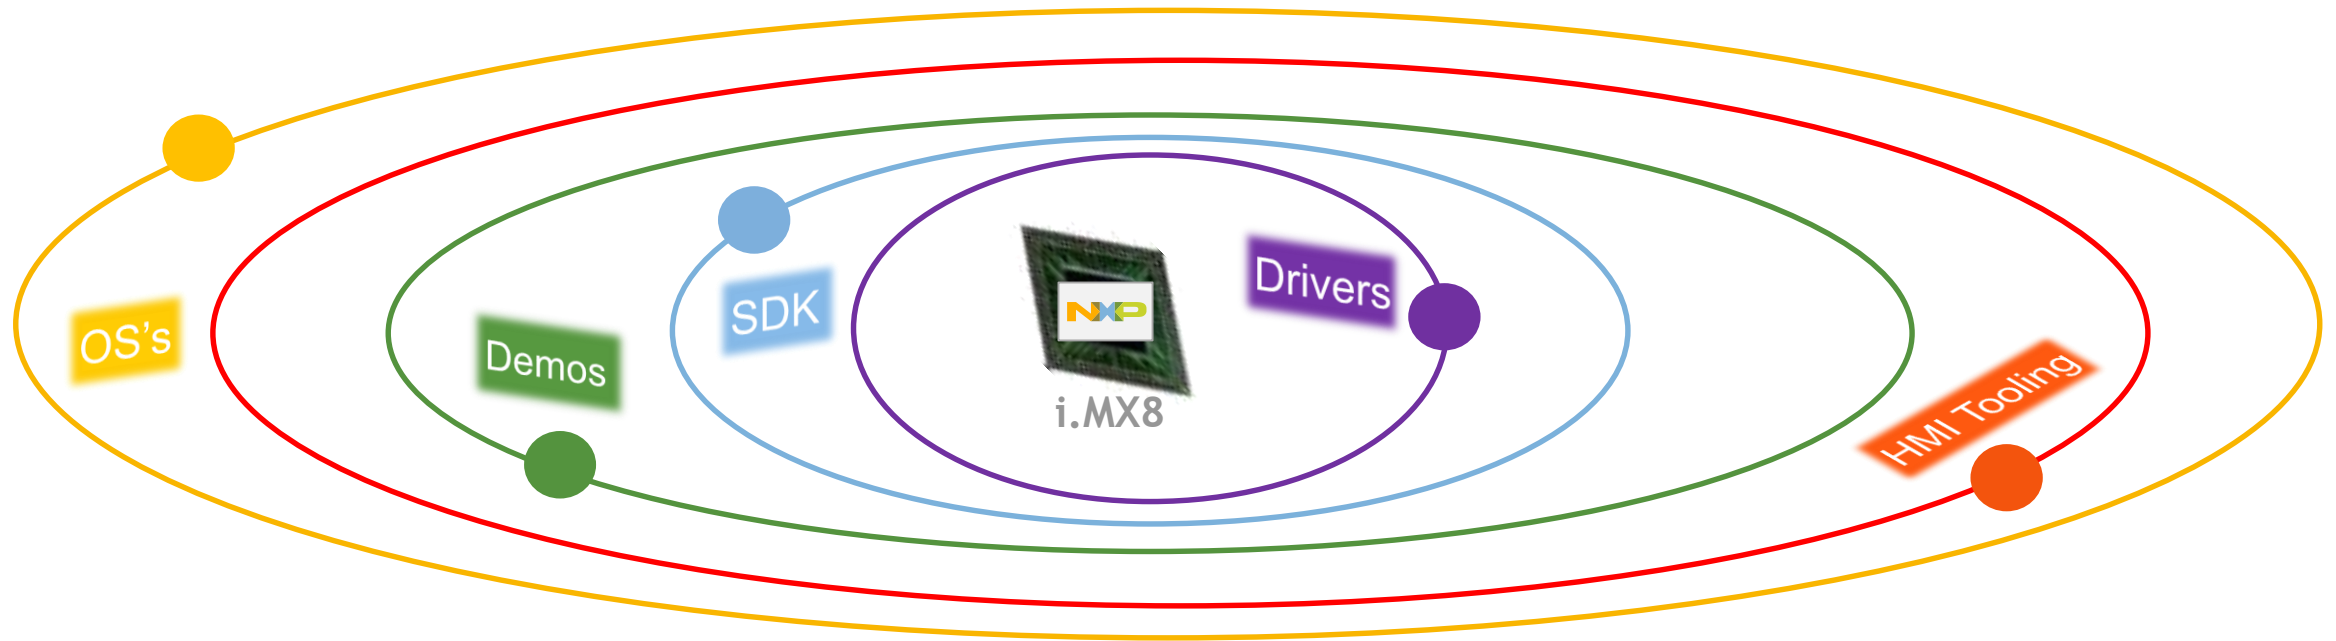 OS's
Demos
SDK
NXP
i.MX8
Drivers
HMI Tooling